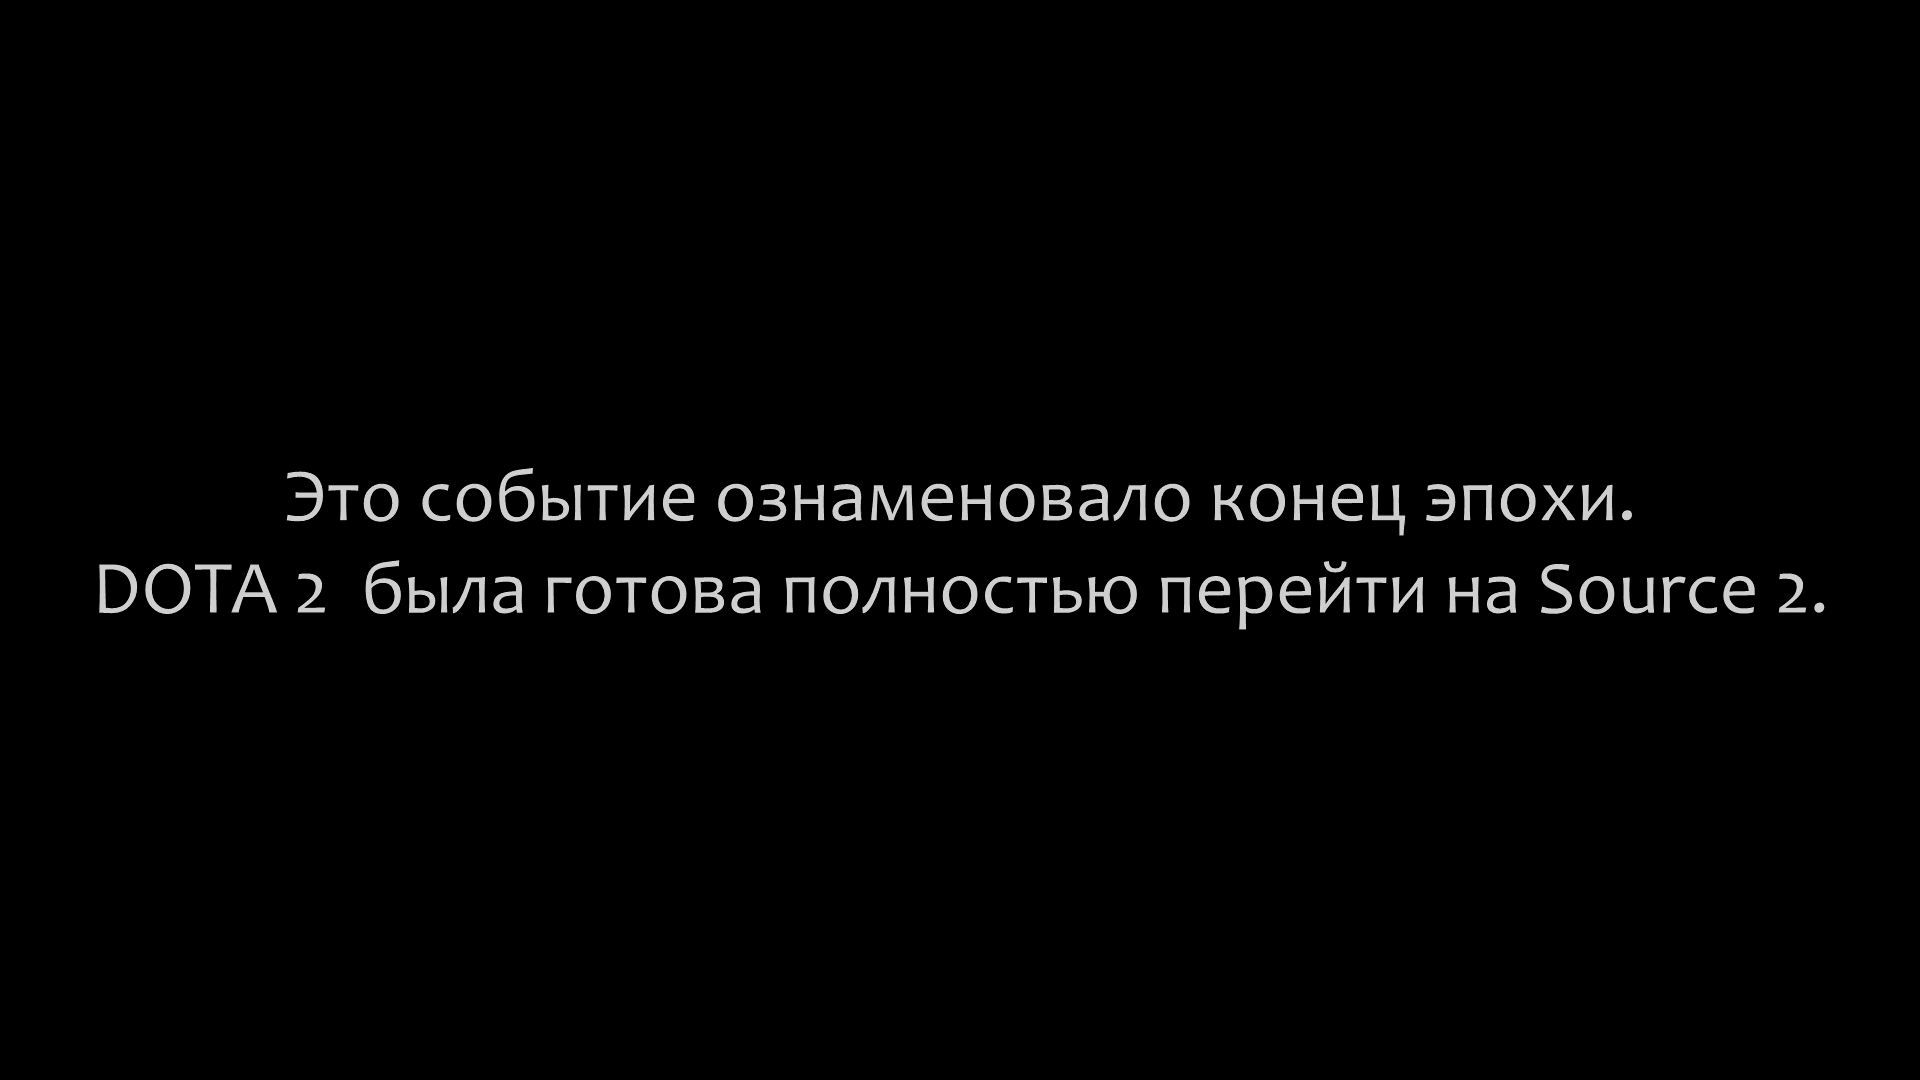 Это событие ознаменовало конец эпохи.
DOTA 2  была готова полностью перейти на Source 2.